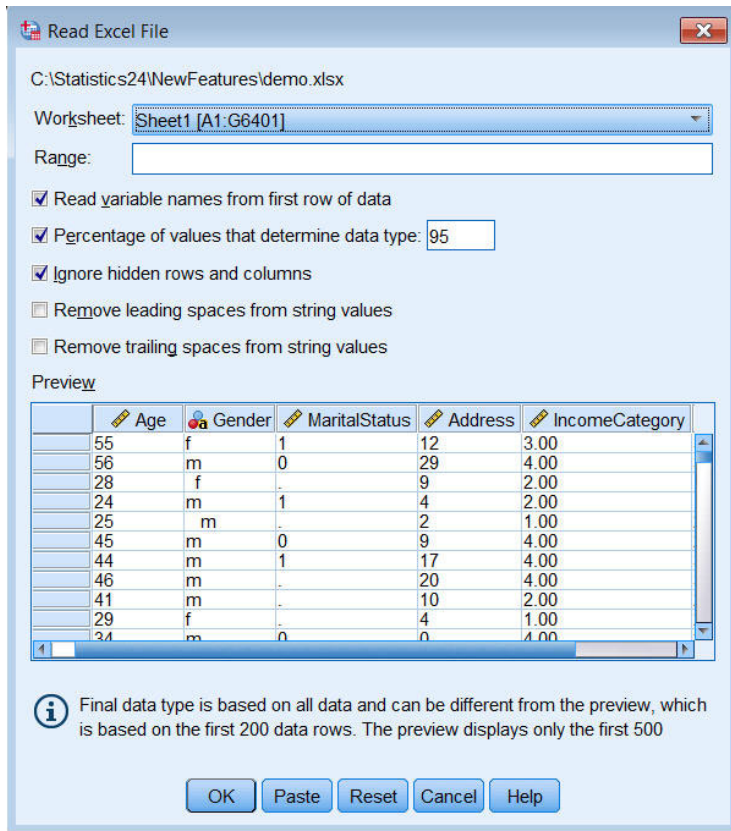 Read Excel File
C:\Statistics24\NewFeatures\demo.xlsx
Worksheet: Sheet1 [A1:G6401]
Range:
Read variable names from first row of data
Percentage of values that determine data type: 95
Ignore hidden rows and columns
Remove leading spaces from string values
Remove trailing spaces from string values
Preview
Age Gender MaritalStatus Address IncomeCategory
55 f 1 12 3.00
56 m 0 29 4.00
28 f . 9 2.00
24 m 1 4 2.00
25 m . 2 1.00
45 m 0 9 4.00
44 m 1 17 4.00
46 m . 20 4.00
41 m . 10 2.00
29 f . 4 1.00
34 m 0 0 4.00
Final data type is based on all data and can be different from the preview, which
is based on the first 200 data rows. The preview displays only the first 500
OK Paste Reset Cancel Help